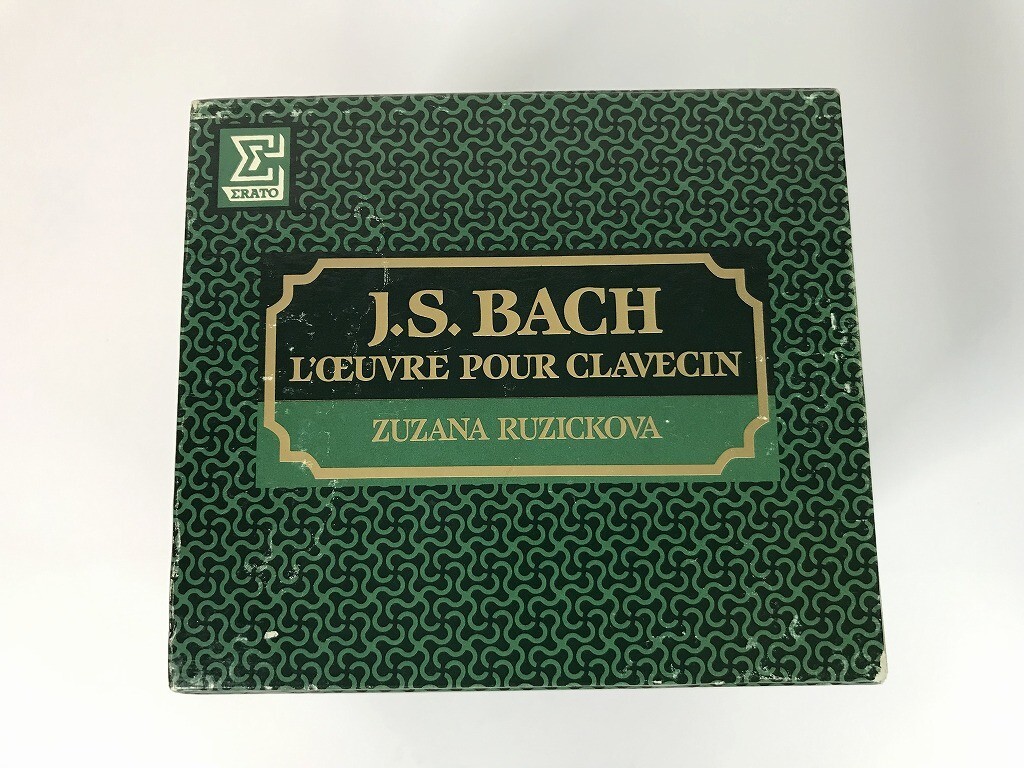 ΣRATO
J.S. BACH
L'ŒUVRE POUR CLAVECIN
ZUZANA RUZICKOVA